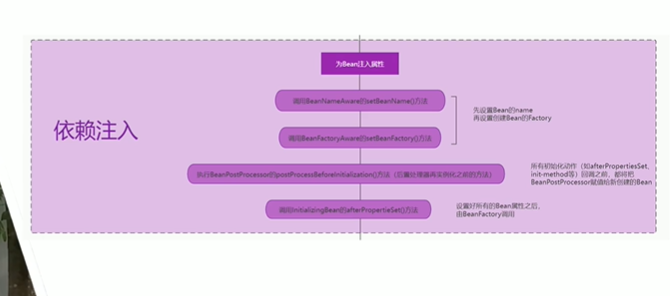 为Bean注入属性
依赖注入
调用BeanNameAware的setBeanName()方法
调用BeanFactoryAware的setBeanFactory()方法
先设置Bean的name
再设置创建Bean的Factory
执行BeanPostProcessor的postProcessBeforeInitialization()方法（后置处理器再实例化之前的方法）
所有初始化动作（如afterPropertiesSet、
init-method等）回调之前，都将把
BeanPostProcessor赋值给新创建的Bean
调用InitializingBean的afterPropertieSet()方法
设置好所有的Bean属性之后，
由BeanFactory调用